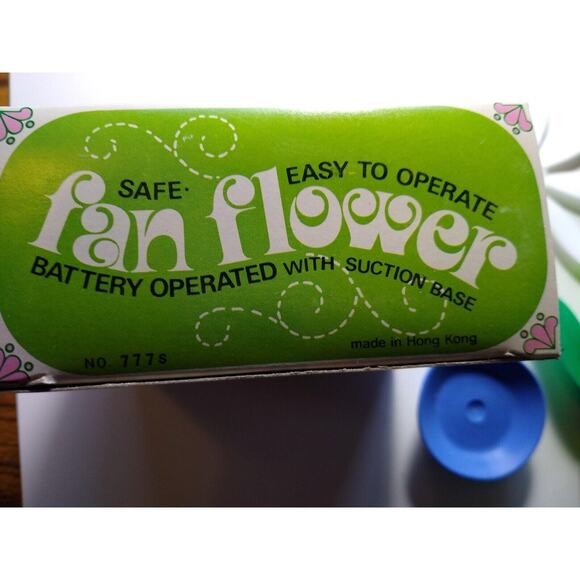 SAFE· EASY TO OPERATE
fan flower
BATTERY OPERATED WITH SUCTION BASE
made in Hong Kong
NO. 777S